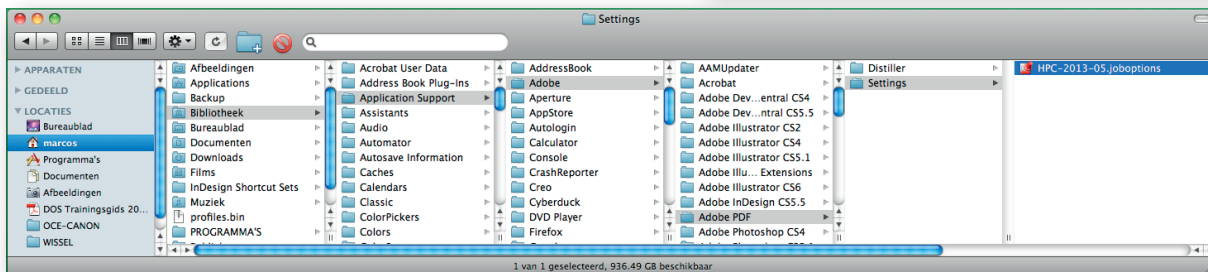 Settings
APPARATEN
GEDEELD
LOCATIES
Bureaublad
marcos
Programma's
Documenten
Afbeeldingen
DOS Trainingsgids 20...
OCE-CANON
WISSEL
Afbeeldingen
Applications
Backup
Bibliotheek
Bureaublad
Documenten
Downloads
Films
InDesign Shortcut Sets
Muziek
profiles.bin
PROGRAMMA'S
Acrobat User Data
Address Book Plug-Ins
Application Support
Assistants
Audio
Automator
Autosave Information
Caches
Calendars
Classic
ColorPickers
Colors
AddressBook
Adobe
Aperture
AppStore
Autologin
Calculator
Console
CrashReporter
Creo
Cyberduck
DVD Player
Firefox
AAMUpdater
Acrobat
Adobe Dev...entral CS4
Adobe Dev...ntral CS5.5
Adobe Illustrator CS2
Adobe Illustrator CS4
Adobe Illustrator CS5.1
Adobe Illu... Extensions
Adobe Illustrator CS6
Adobe InDesign CS5.5
Adobe PDF
Adobe Photoshop CS4
Distiller
Settings
HPC-2013-05.joboptions
1 van 1 geselecteerd, 936.49 GB beschikbaar